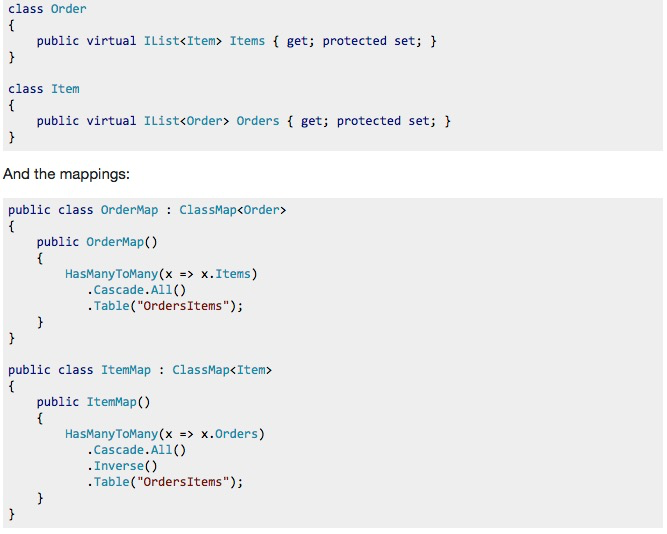 class Order
{
    public virtual IList<Item> Items { get; protected set; }
}

class Item
{
    public virtual IList<Order> Orders { get; protected set; }
}
And the mappings:
public class OrderMap : ClassMap<Order>
{
    public OrderMap()
    {
        HasManyToMany(x => x.Items)
           .Cascade.All()
           .Table("OrdersItems");
    }
}

public class ItemMap : ClassMap<Item>
{
    public ItemMap()
    {
        HasManyToMany(x => x.Orders)
           .Cascade.All()
           .Inverse()
           .Table("OrdersItems");
    }
}